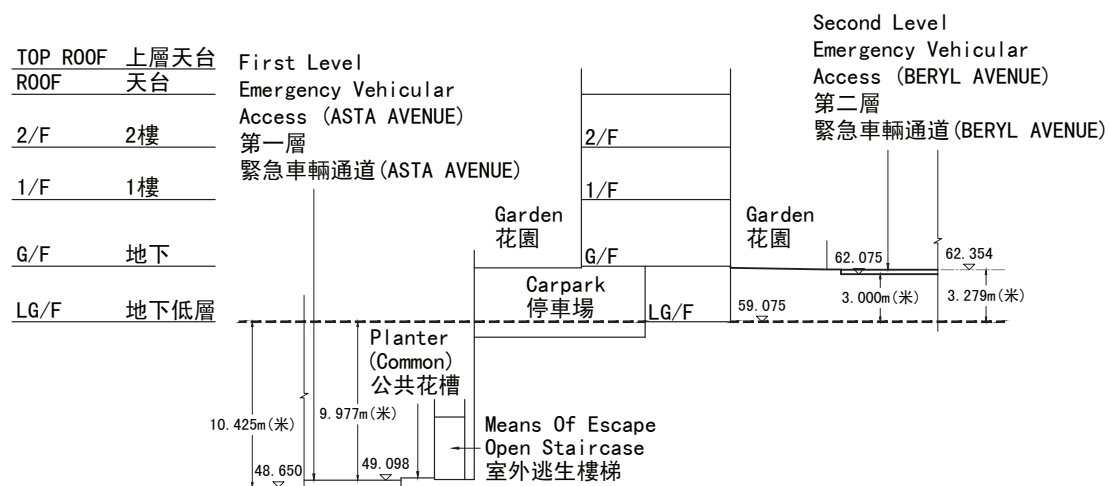 TOP ROOF 上層天台
ROOF 天台
2/F 2樓
1/F 1樓
G/F 地下
LG/F 地下低層
First Level
Emergency Vehicular
Access (ASTA AVENUE)
第一層
緊急車輛通道(ASTA AVENUE)
Second Level
Emergency Vehicular
Access (BERYL AVENUE)
第二層
緊急車輛通道(BERYL AVENUE)
2/F
1/F
G/F
LG/F
Garden
花園
Garden
花園
Carpark
停車場
62.075
62.354
3.000m(米)
3.279m(米)
59.075
Planter
(Common)
公共花槽
10.425m(米)
9.977m(米)
Means Of Escape
Open Staircase
室外逃生樓梯
48.650
49.098